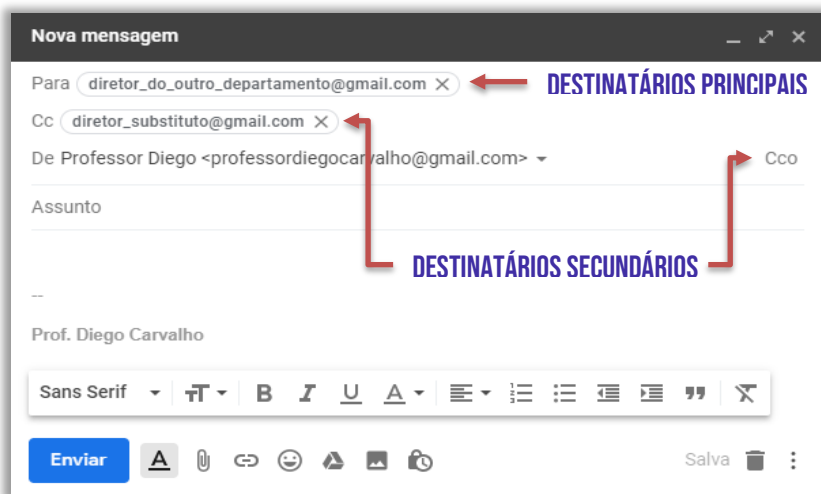 Nova mensagem
Para diretor_do_outro_departamento@gmail.com DESTINATÁRIOS PRINCIPAIS
Cc diretor_substituto@gmail.com
De Professor Diego <professordiegocarvalho@gmail.com> Cco
Assunto
DESTINATÁRIOS SECUNDÁRIOS
--
Prof. Diego Carvalho
Sans Serif
Enviar Salva